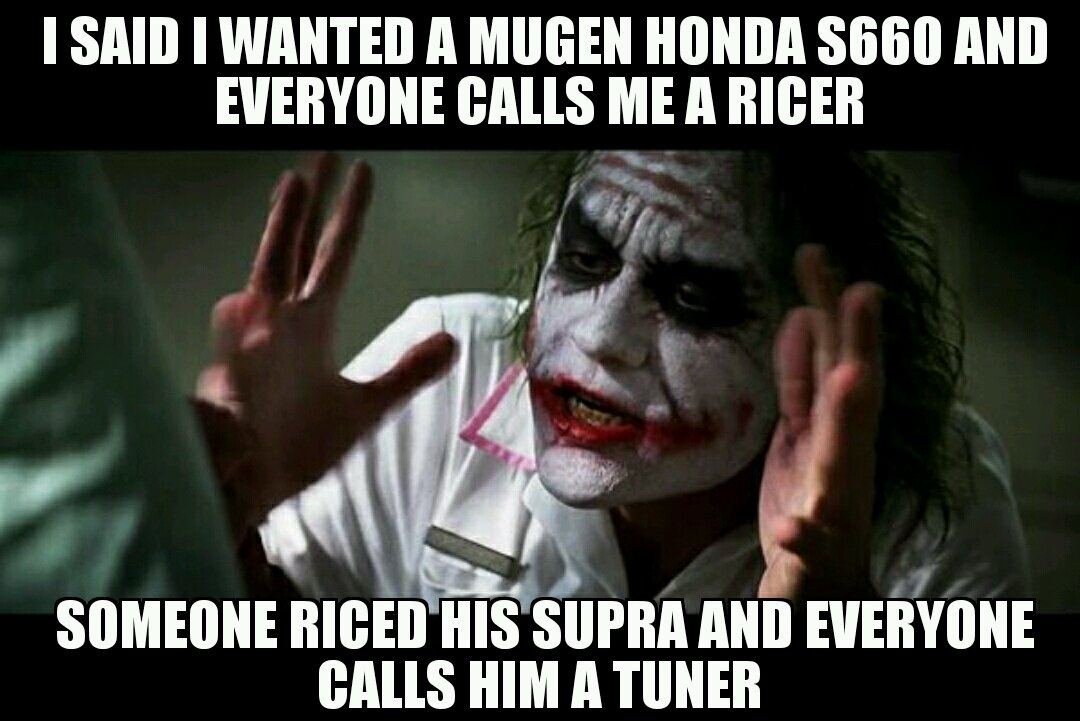 I SAID I WANTED A MUGEN HONDA S660 AND
EVERYONE CALLS ME A RICER
SOMEONE RICED HIS SUPRA AND EVERYONE
CALLS HIM A TUNER